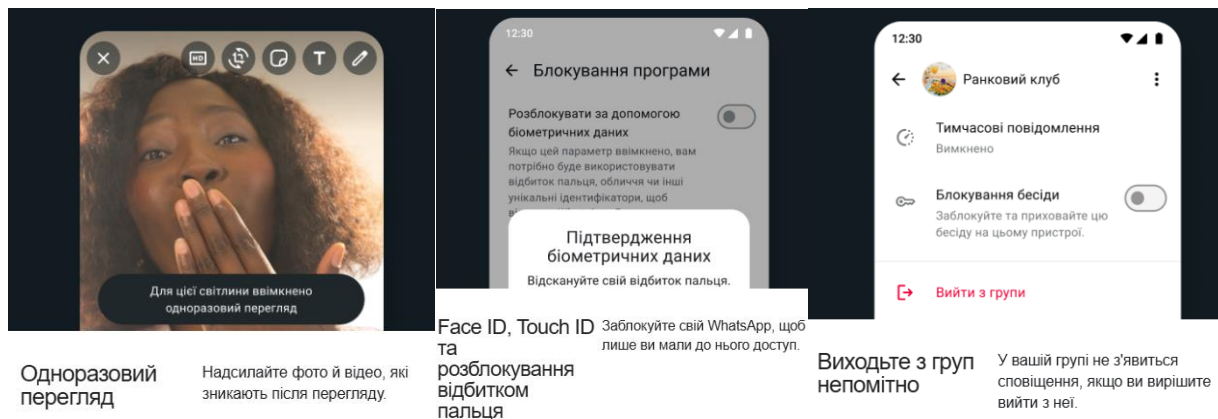 HD
T
Для цієї світлини ввімкнено
одноразовий перегляд
Одноразовий
перегляд
Надсилайте фото й відео, які
зникають після перегляду.
12:30
Блокування програми
Розблокувати за допомогою
біометричних даних
Якщо цей параметр ввімкнено, вам
потрібно буде використовувати
відбиток пальця, обличчя чи інші
унікальні ідентифікатори, щоб
Підтвердження
біометричних даних
Відскануйте свій відбиток пальця.
Face ID, Touch ID
та
розблокування
відбитком
пальця
Заблокуйте свій WhatsApp, щоб
лише ви мали до нього доступ.
12:30
Ранковий клуб
Тимчасові повідомлення
Вимкнено
Блокування бесіди
Заблокуйте та приховайте цю
бесіду на цьому пристрої.
Вийти з групи
Виходьте з груп
непомітно
У вашій групі не з'явиться
сповіщення, якщо ви вирішите
вийти з неї.